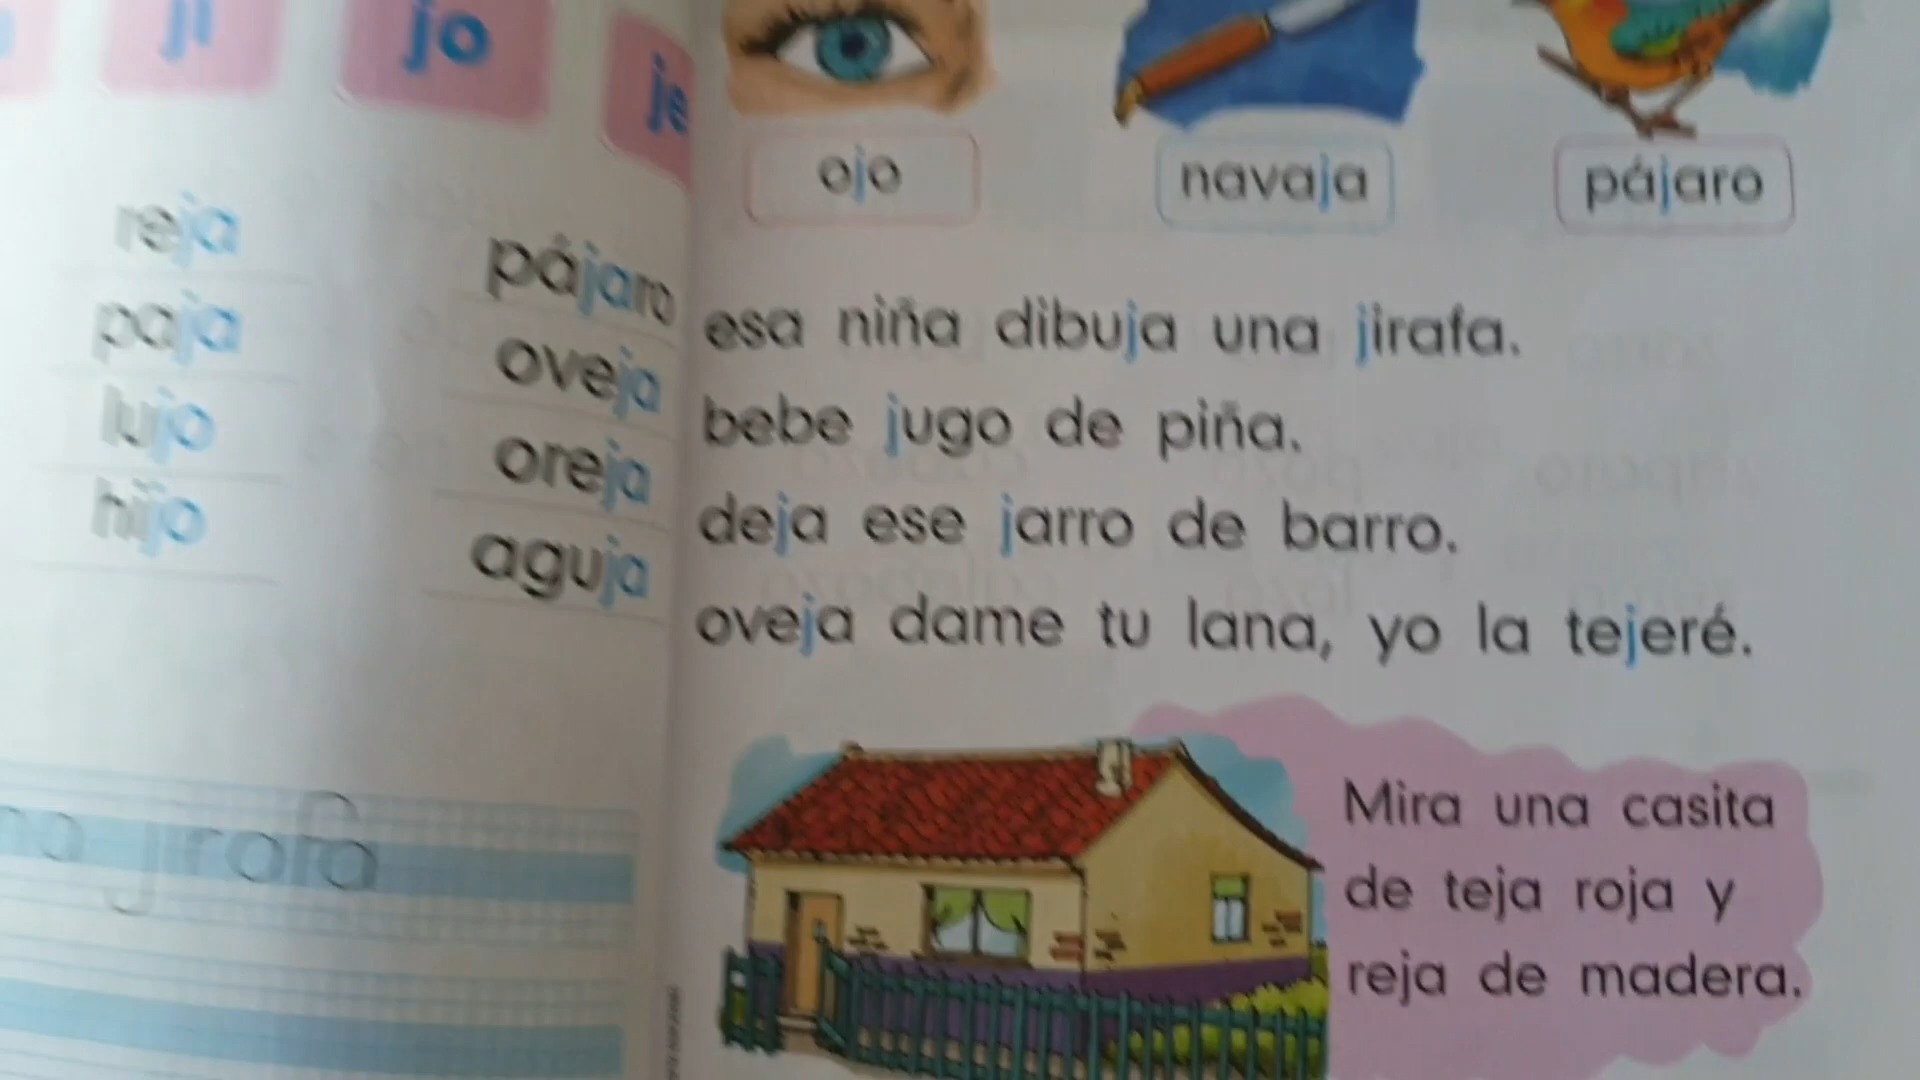 ji jo je
reja pájaro
paja oveja
lujo oreja
hijo aguja
jirafa
ojo navaja pájaro
esa niña dibuja una jirafa.
bebe jugo de piña.
deja ese jarro de barro.
oveja dame tu lana, yo la tejeré.
Mira una casita
de teja roja y
reja de madera.